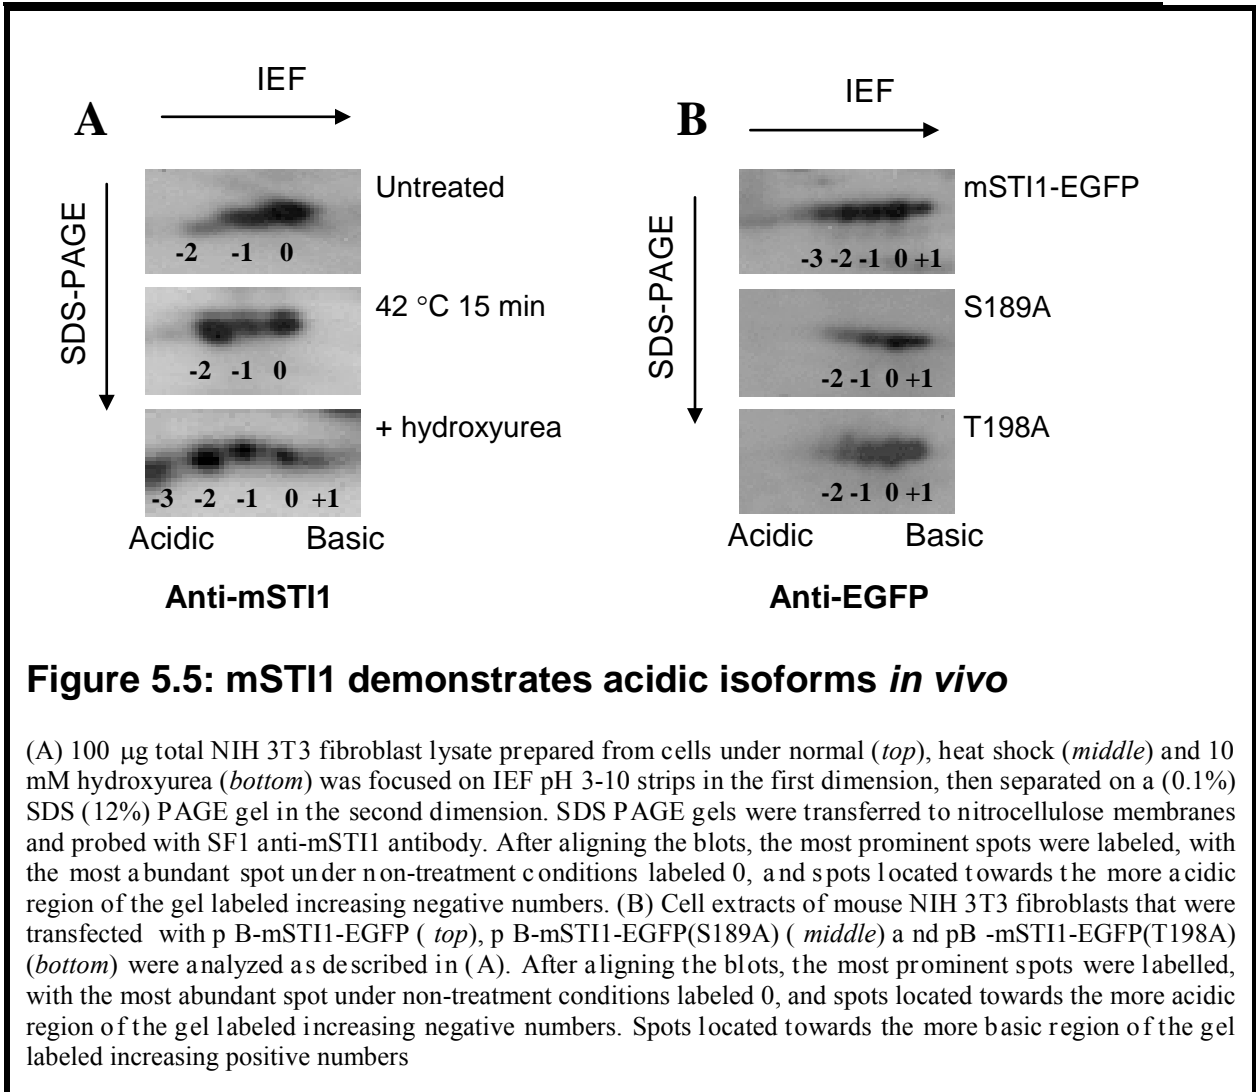 A
IEF
SDS-PAGE
Untreated
-2 -1 0
42 °C 15 min
-2 -1 0
+ hydroxyurea
-3 -2 -1 0 +1
Acidic Basic
Anti-mSTI1
B
IEF
SDS-PAGE
mSTI1-EGFP
-3 -2 -1 0 +1
S189A
-2 -1 0 +1
T198A
-2 -1 0 +1
Acidic Basic
Anti-EGFP
Figure 5.5: mSTI1 demonstrates acidic isoforms in vivo
(A) 100 μg total NIH 3T3 fibroblast lysate prepared from cells under normal (top), heat shock (middle) and 10
mM hydroxyurea (bottom) was focused on IEF pH 3-10 strips in the first dimension, then separated on a (0.1%)
SDS (12%) PAGE gel in the second dimension. SDS PAGE gels were transferred to nitrocellulose membranes
and probed with SF1 anti-mSTI1 antibody. After aligning the blots, the most prominent spots were labeled, with
the most abundant spot under non-treatment conditions labeled 0, and spots located towards the more acidic
region of the gel labeled increasing negative numbers. (B) Cell extracts of mouse NIH 3T3 fibroblasts that were
transfected with pB-mSTI1-EGFP (top), pB-mSTI1-EGFP(S189A) (middle) and pB-mSTI1-EGFP(T198A)
(bottom) were analyzed as described in (A). After aligning the blots, the most prominent spots were labelled,
with the most abundant spot under non-treatment conditions labeled 0, and spots located towards the more acidic
region of the gel labeled increasing negative numbers. Spots located towards the more basic region of the gel
labeled increasing positive numbers